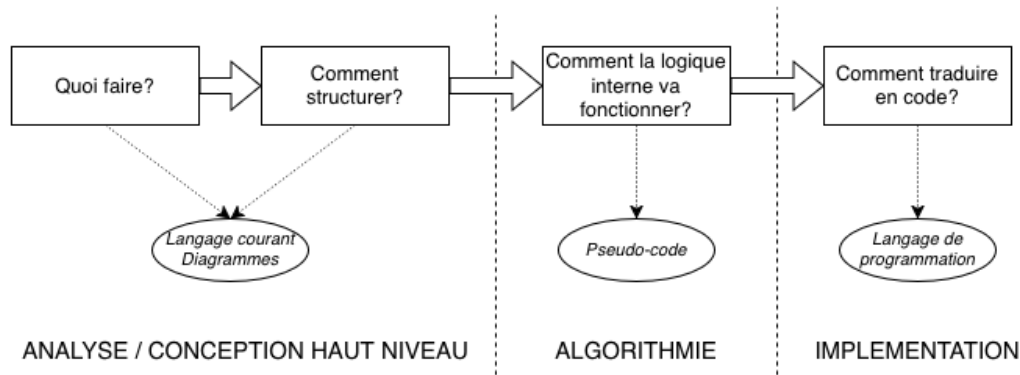 Quoi faire?
Comment
structurer?
Comment la logique
interne va
fonctionner?
Comment traduire
en code?
Langage courant
Diagrammes
Pseudo-code
Langage de
programmation
ANALYSE / CONCEPTION HAUT NIVEAU
ALGORITHMIE
IMPLEMENTATION